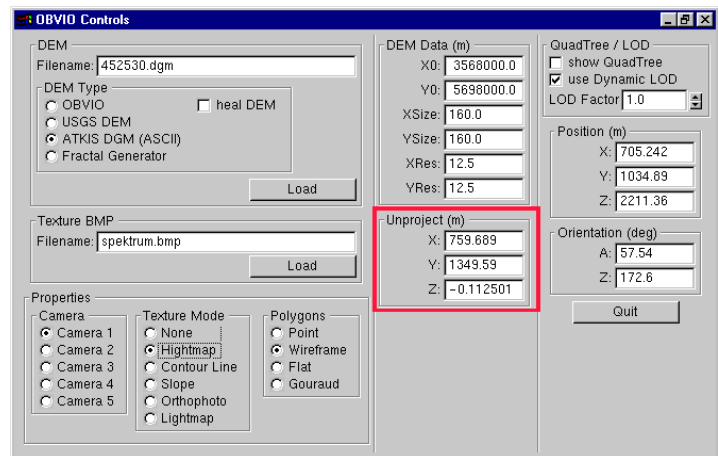 OBVIO Controls
DEM
Filename: 452530.dgm
DEM Type
OBVIO
heal DEM
USGS DEM
ATKIS DGM (ASCII)
Fractal Generator
Load
Texture BMP
Filename: spektrum.bmp
Load
Properties
Camera
Camera 1
Camera 2
Camera 3
Camera 4
Camera 5
Texture Mode
None
Hightmap
Contour Line
Slope
Orthophoto
Lightmap
Polygons
Point
Wireframe
Flat
Gouraud
DEM Data (m)
X0: 3568000.0
Y0: 5698000.0
XSize: 160.0
YSize: 160.0
XRes: 12.5
YRes: 12.5
Unproject (m)
X: 759.689
Y: 1349.59
Z: -0.112501
QuadTree / LOD
show QuadTree
use Dynamic LOD
LOD Factor 1.0
Position (m)
X: 705.242
Y: 1034.89
Z: 2211.36
Orientation (deg)
A: 57.54
Z: 172.6
Quit